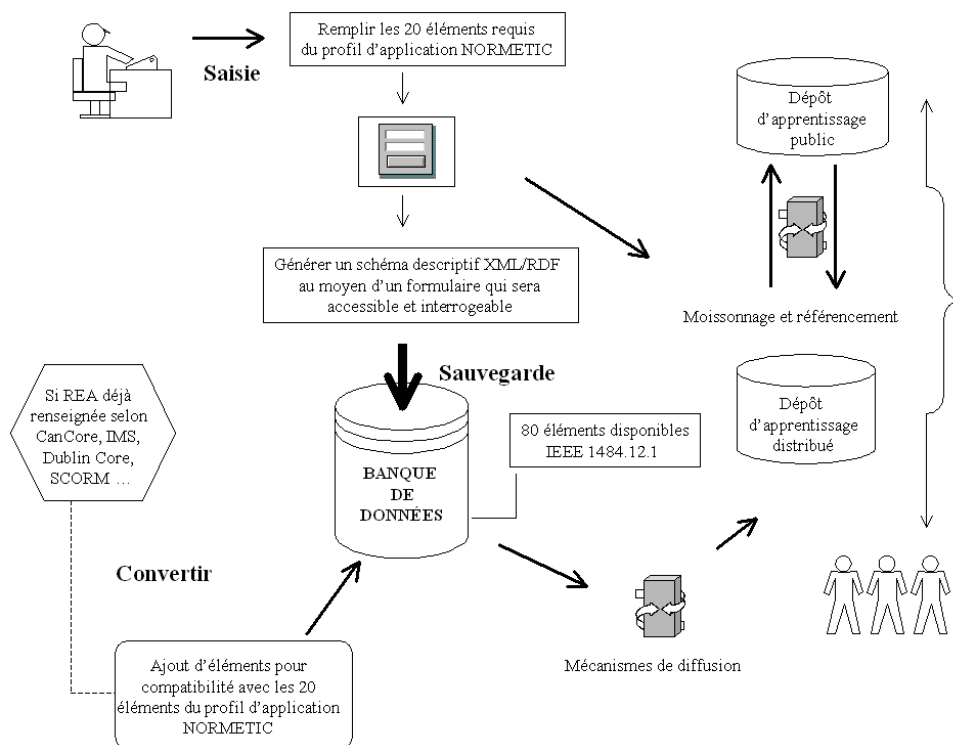 Saisie
Remplir les 20 éléments requis
du profil d'application NORMETIC
Dépôt
d'apprentissage
public
Générer un schéma descriptif XML/RDF
au moyen d'un formulaire qui sera
accessible et interrogeable
Moissonnage et référencement
Sauvegarde
Si REA déjà
renseignée selon
CanCore, IMS,
Dublin Core,
SCORM ...
80 éléments disponibles
IEEE 1484.12.1
Dépôt
d'apprentissage
distribué
BANQUE
DE
DONNÉES
Convertir
Mécanismes de diffusion
Ajout d'éléments pour
compatibilité avec les 20
éléments du profil d'application
NORMETIC